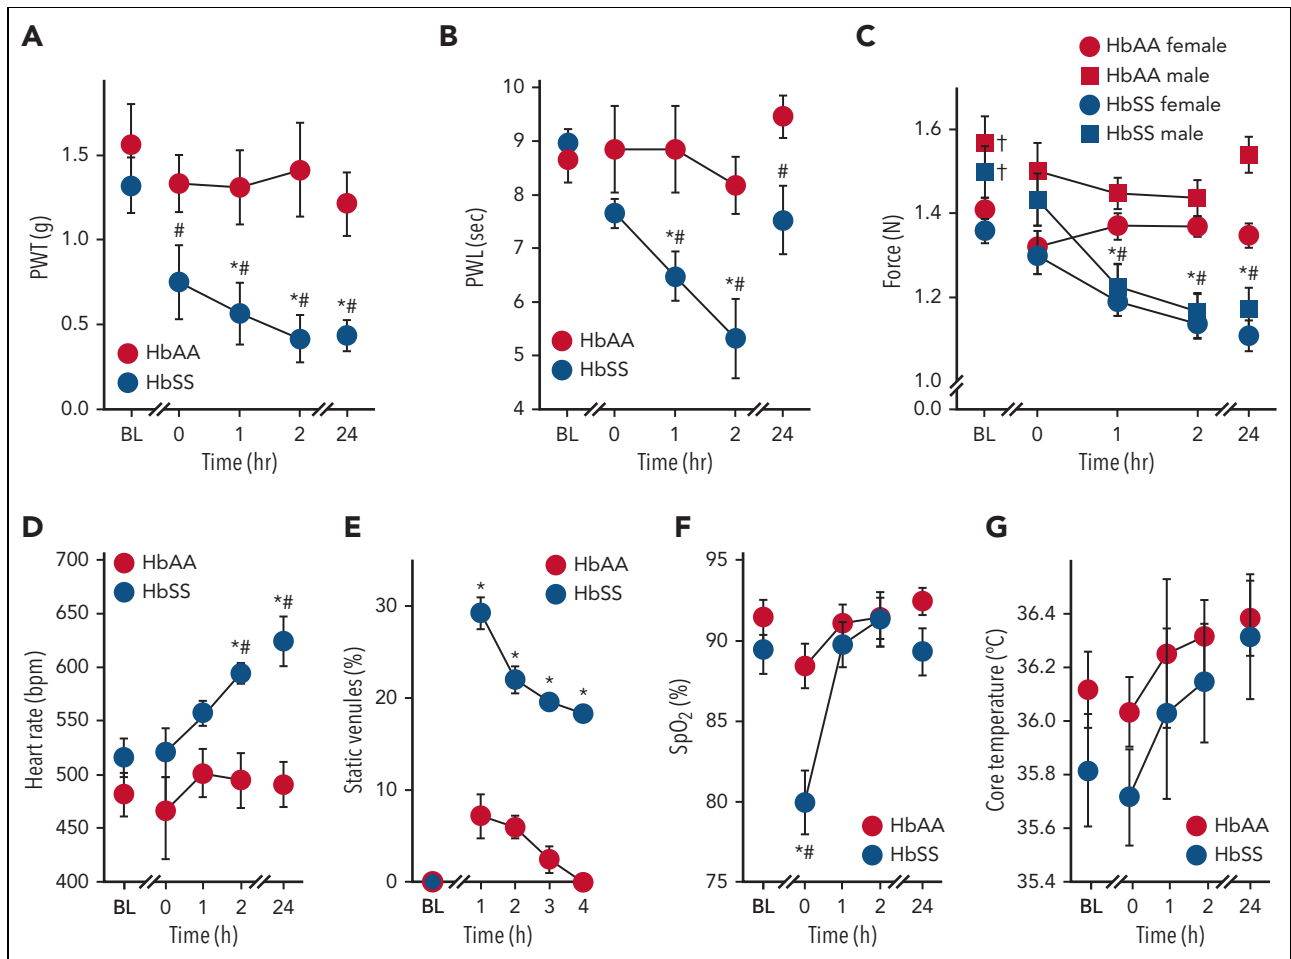 A
PWT (g)
1.5
1.0
0.5
0.0
HbAA
HbSS
BL 0 1 2 24
Time (hr)
B
PWL (sec)
10
9
8
7
6
5
4
#
*#
*#
HbAA
HbSS
BL 0 1 2 24
Time (hr)
#
*#
*#
*#
C
HbAA female
HbAA male
HbSS female
HbSS male
Force (N)
1.6
1.4
1.2
1.0
0.0
†
†
*#
*#
*#
BL 0 1 2 24
Time (hr)
D
HbAA
HbSS
Heart rate (bpm)
700
650
600
550
500
450
400
*#
*#
BL 0 1 2 24
Time (h)
E
HbAA
HbSS
Static venules (%)
30
20
10
0
*
*
*
*
BL 1 2 3 4
Time (h)
F
SpO2 (%)
95
90
85
80
75
*#
HbAA
HbSS
BL 0 1 2 24
Time (h)
G
Core temperature (°C)
36.4
36.2
36.0
35.8
35.6
35.4
HbAA
HbSS
BL 0 1 2 24
Time (h)